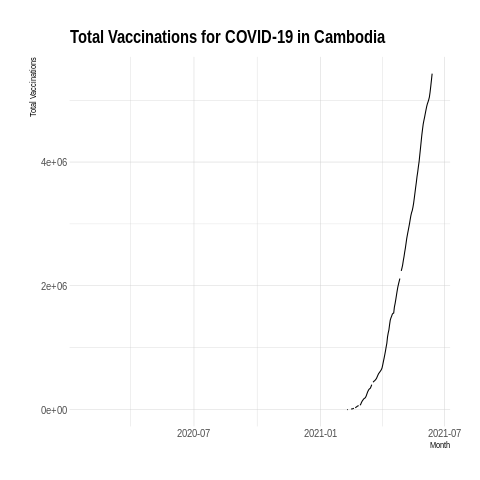 Total Vaccinations for COVID-19 in Cambodia
Total Vaccinations
4e+06
2e+06
0e+00
2020-07
2021-01
2021-07
Month